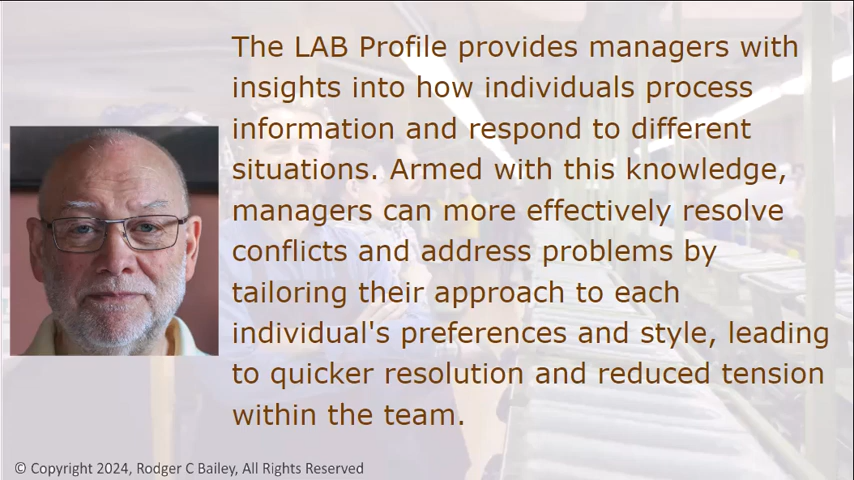 The LAB Profile provides managers with
insights into how individuals process
information and respond to different
situations. Armed with this knowledge,
managers can more effectively resolve
conflicts and address problems by
tailoring their approach to each
individual's preferences and style, leading
to quicker resolution and reduced tension
within the team.
© Copyright 2024, Rodger C Bailey, All Rights Reserved